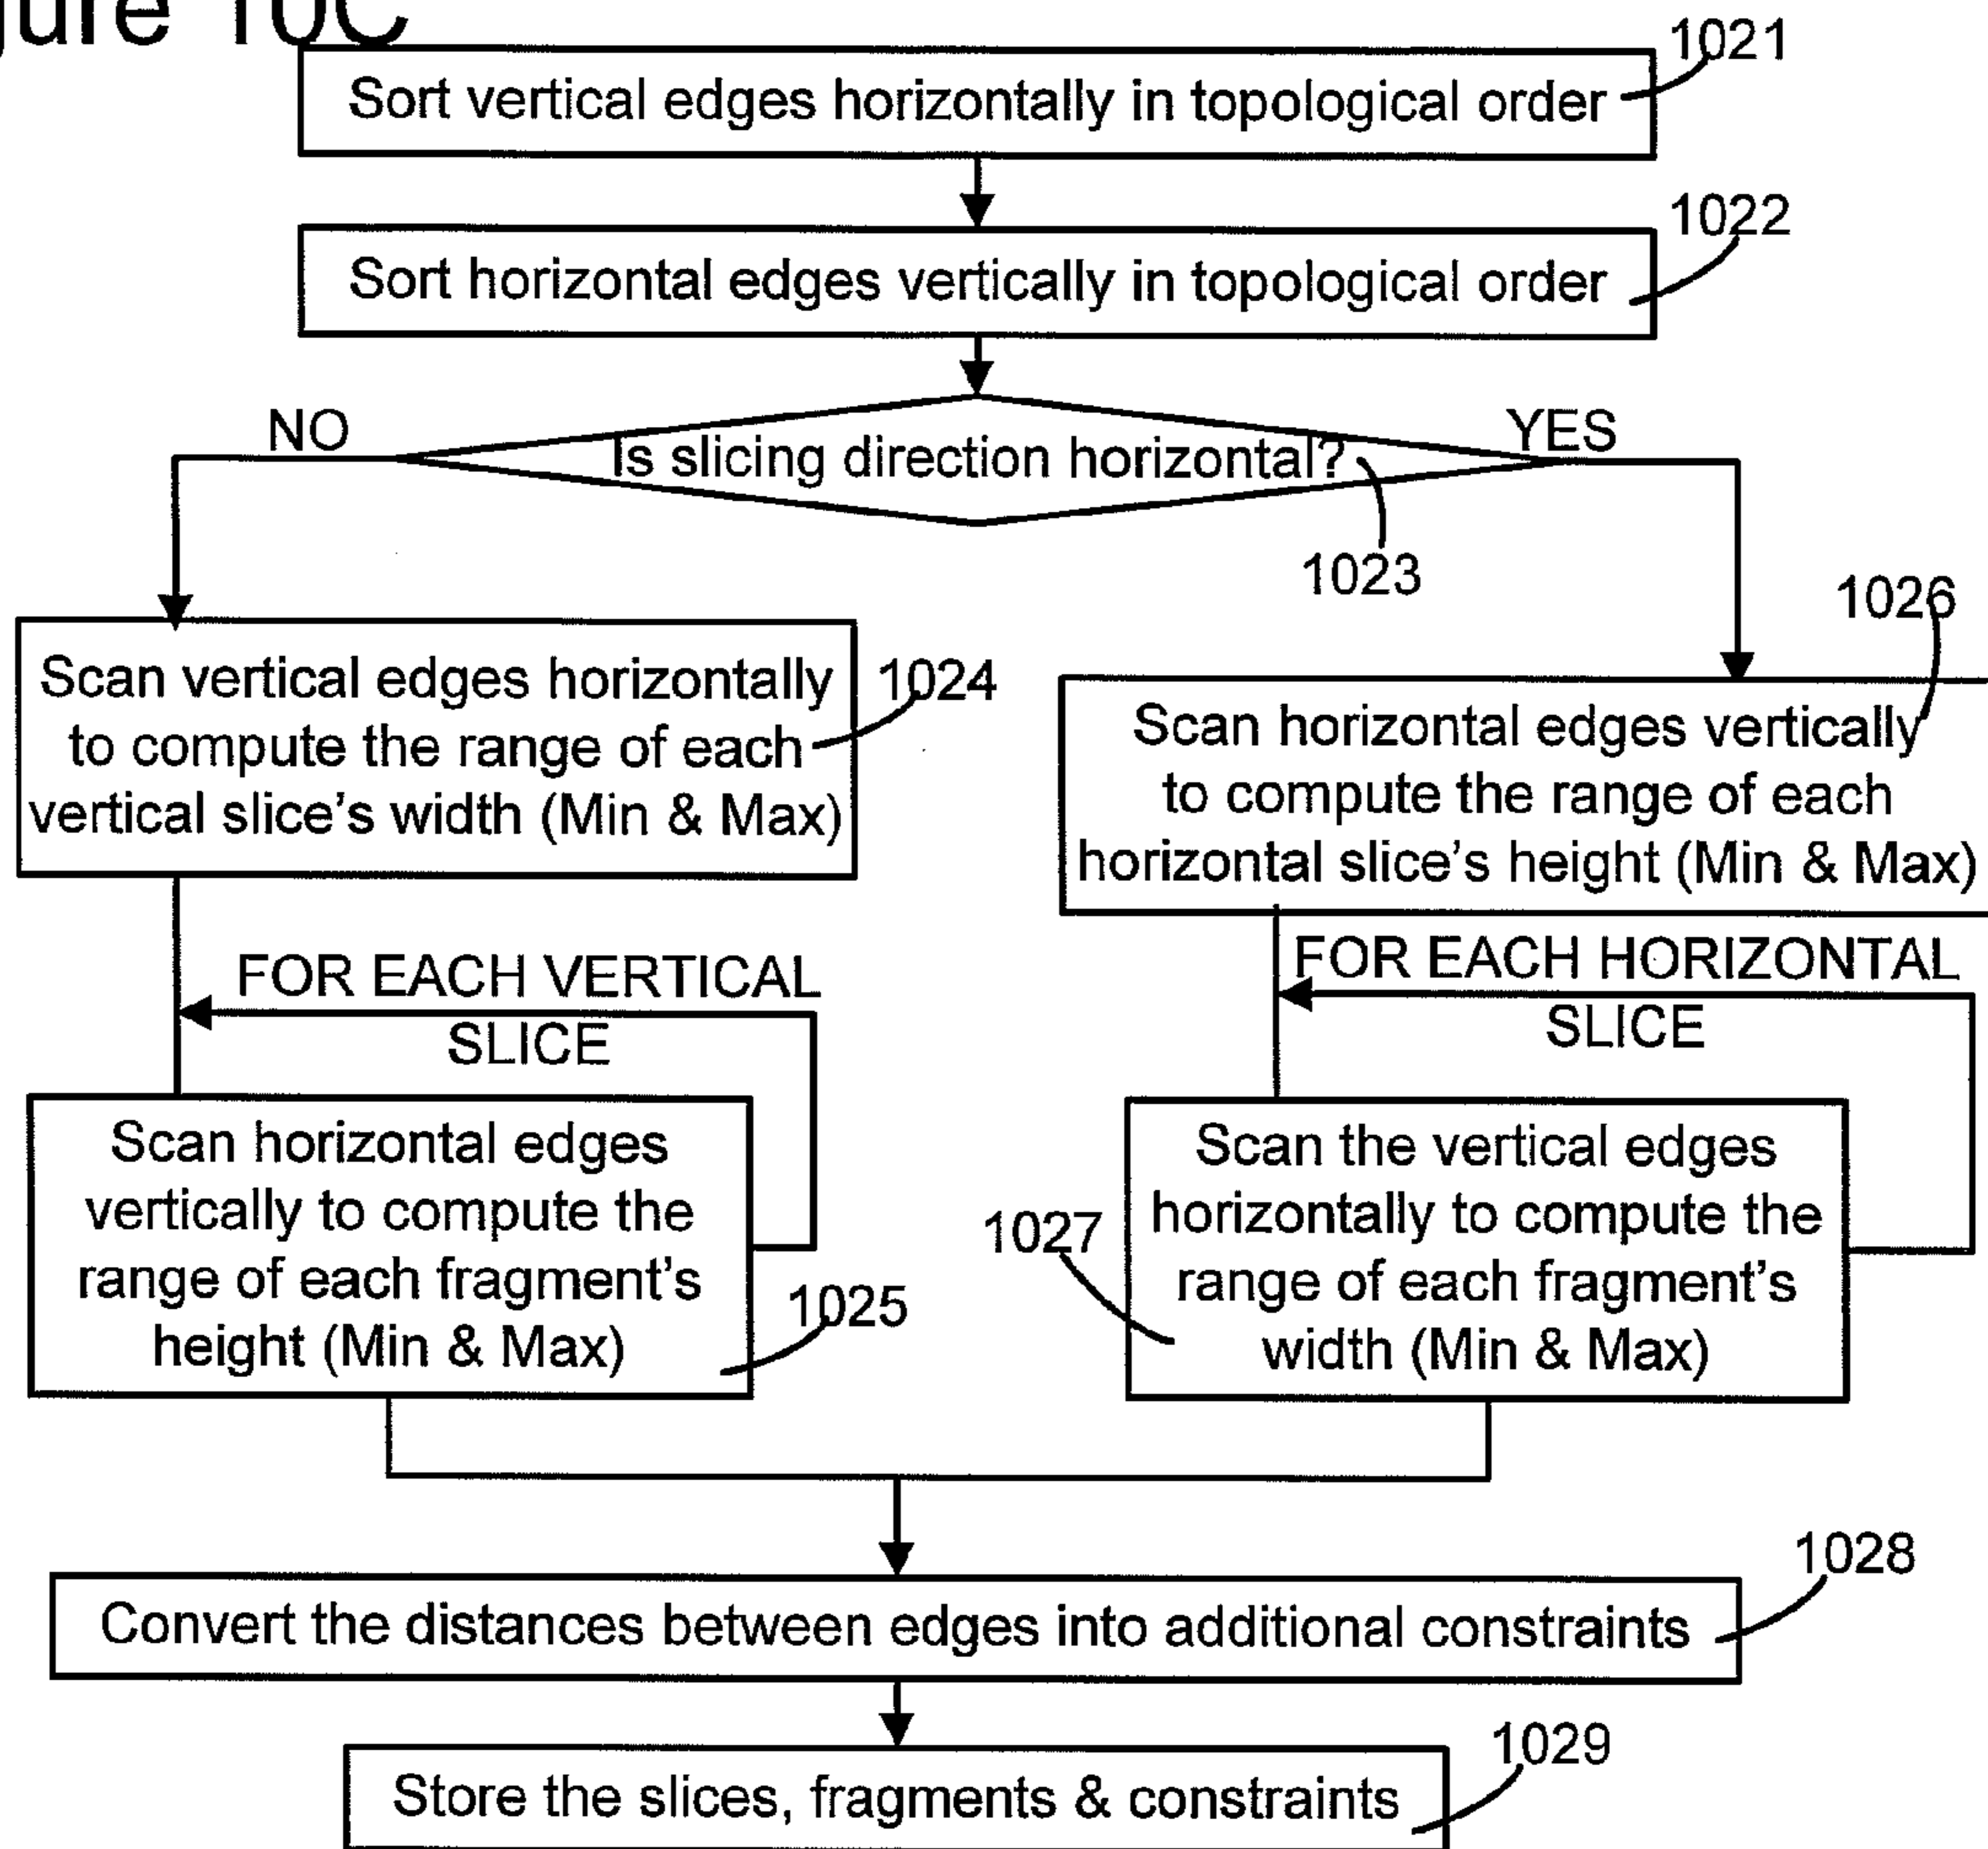 ure 10C
1021
Sort vertical edges horizontally in topological order
1022
Sort horizontal edges vertically in topological order
NO
Is slicing direction horizontal?
YES
1023
1024
Scan vertical edges horizontally
to compute the range of each
vertical slice's width (Min & Max)
1026
Scan horizontal edges vertically
to compute the range of each
horizontal slice's height (Min & Max)
FOR EACH VERTICAL
SLICE
FOR EACH HORIZONTAL
SLICE
Scan horizontal edges
vertically to compute the
range of each fragment's
height (Min & Max)
1025
1027
Scan the vertical edges
horizontally to compute the
range of each fragment's
width (Min & Max)
1028
Convert the distances between edges into additional constraints
1029
Store the slices, fragments & constraints